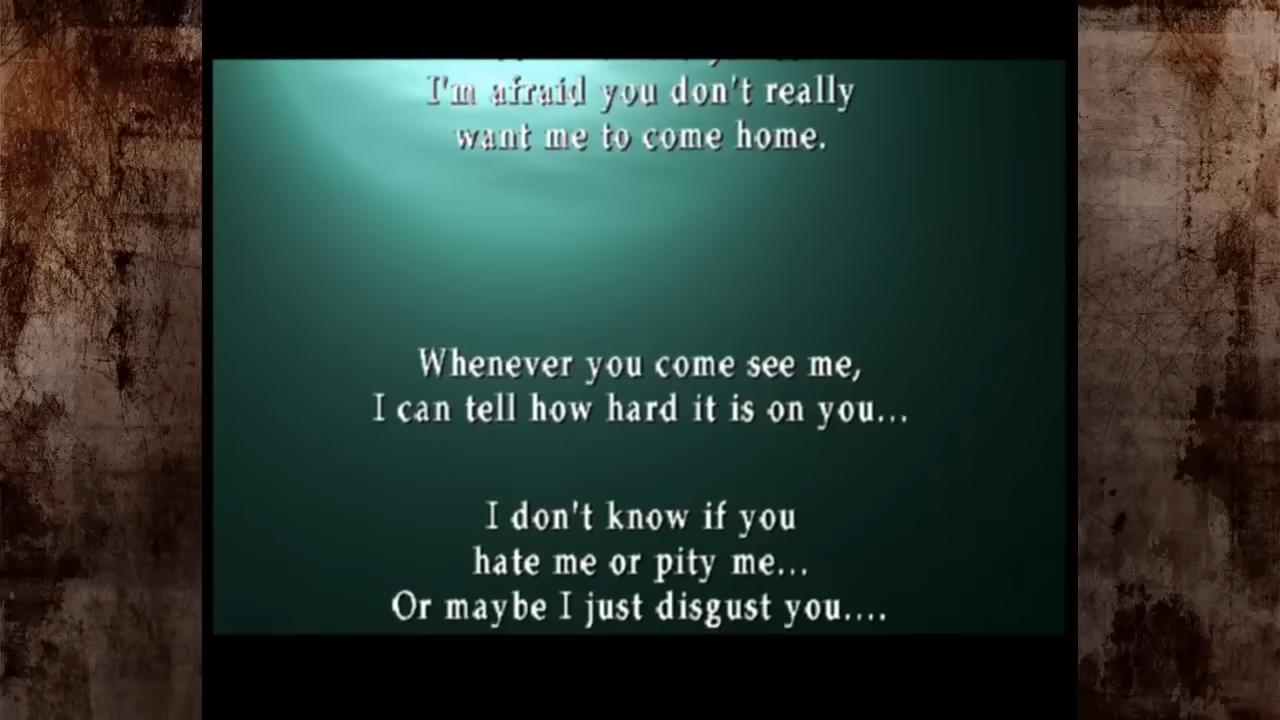 I'm afraid you don't really
want me to come home.
Whenever you come see me,
I can tell how hard it is on you...
I don't know if you
hate me or pity me...
Or maybe I just disgust you....